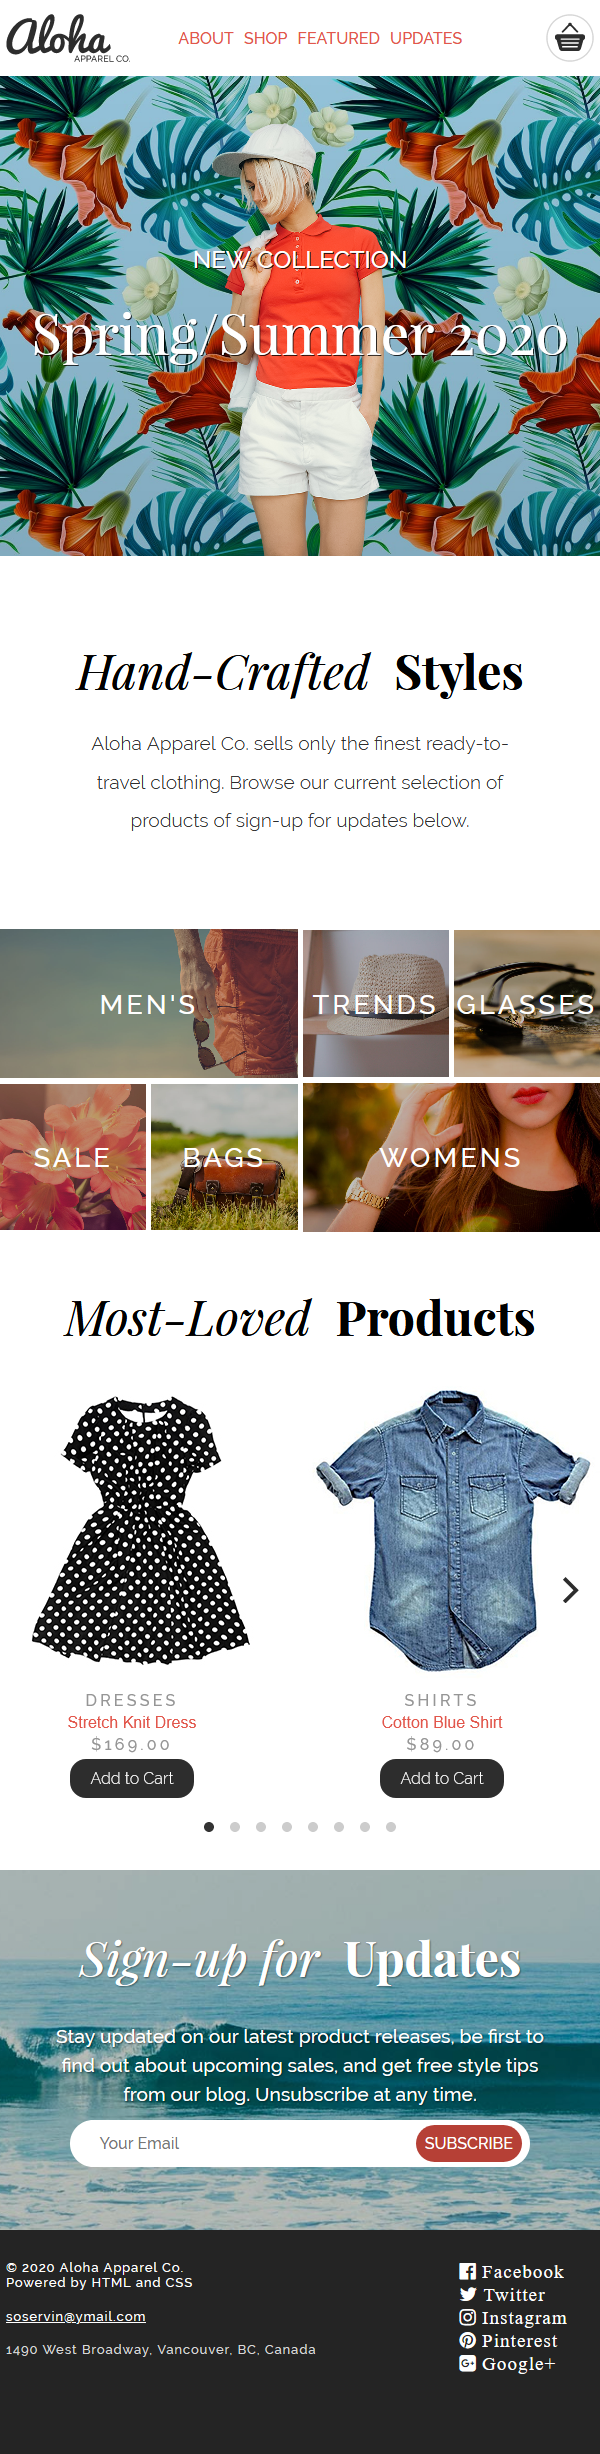 Aloha
APPAREL CO.
ABOUT SHOP FEATURED UPDATES
NEW COLLECTION
Spring/Summer 2020
Hand-Crafted Styles
Aloha Apparel Co. sells only the finest ready-to-
travel clothing. Browse our current selection of
products of sign-up for updates below.
MEN'S
TRENDS
GLASSES
SALE
BAGS
WOMENS
Most-Loved Products
DRESSES
Stretch Knit Dress
$169.00
Add to Cart
SHIRTS
Cotton Blue Shirt
$89.00
Add to Cart
Sign-up for Updates
Stay updated on our latest product releases, be first to
find out about upcoming sales, and get free style tips
from our blog. Unsubscribe at any time.
Your Email
SUBSCRIBE
© 2020 Aloha Apparel Co.
Powered by HTML and CSS
soservin@ymail.com
1490 West Broadway, Vancouver, BC, Canada
Facebook
Twitter
Instagram
Pinterest
Google+